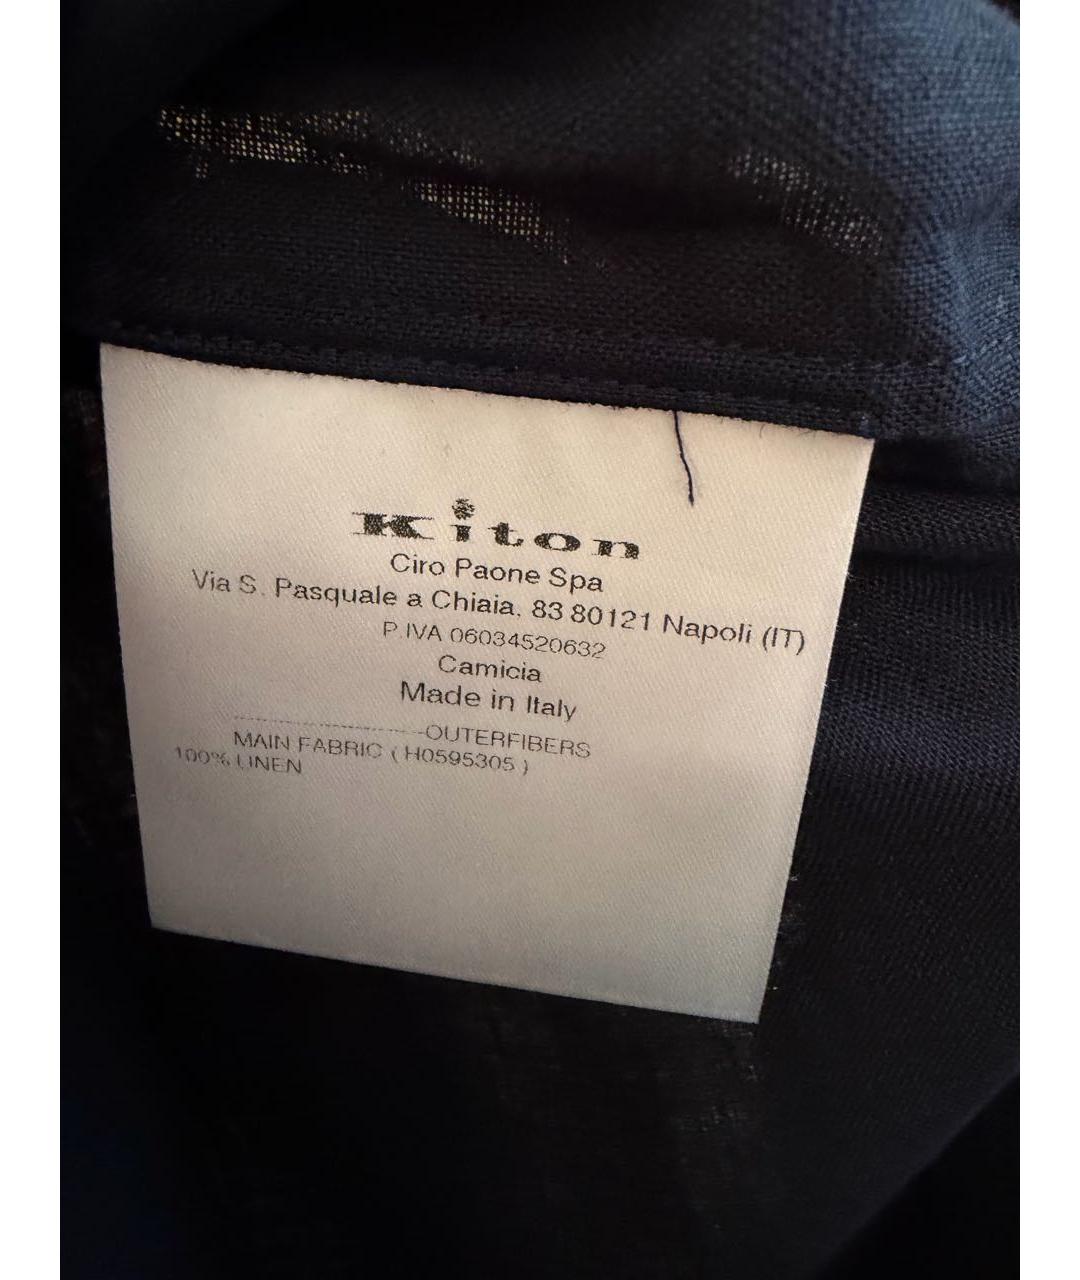 Kiton
Ciro Paone Spa
Via S. Pasquale a Chiaia, 83 80121 Napoli (IT)
P.IVA 06034520632
Camicia
Made in Italy
-------------------------OUTERFIBERS
MAIN FABRIC ( H0595305 )
100% LINEN